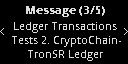 Message (3/5)
Ledger Transactions
< Tests 2. CryptoChain- >
TronSR Ledger